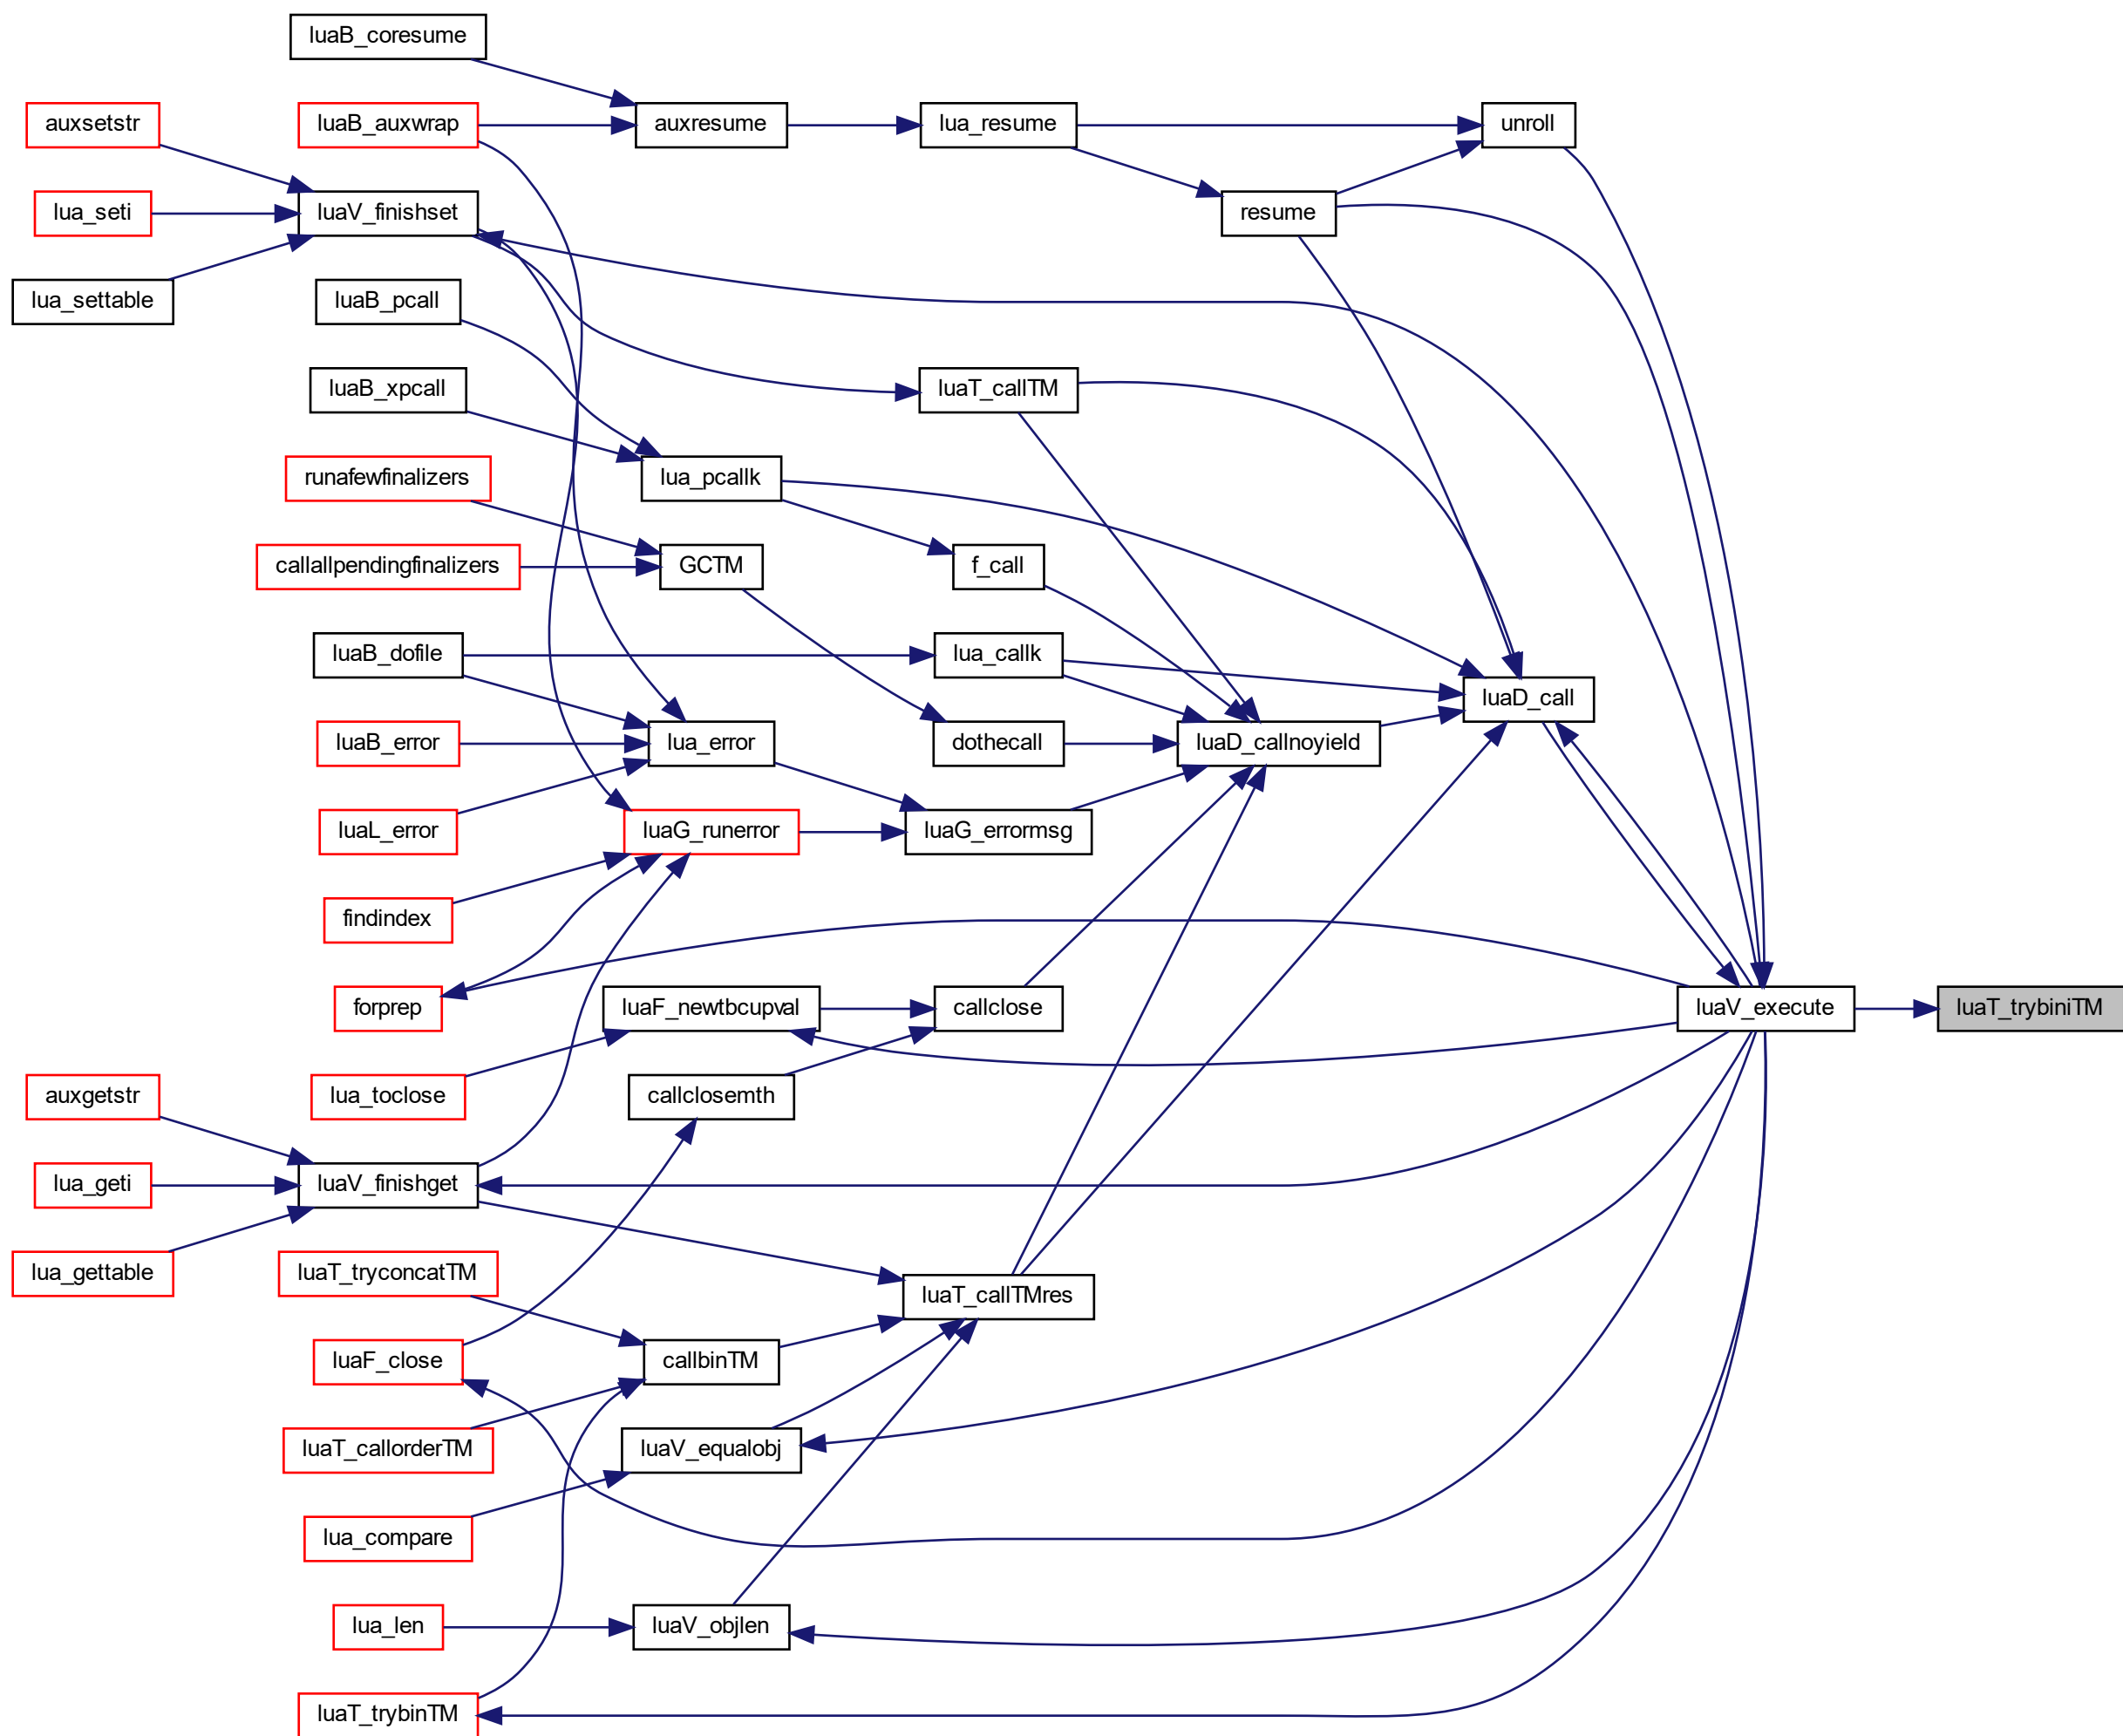 luaB_coresume
auxsetstr
luaB_auxwrap
auxresume
lua_resume
unroll
lua_seti
luaV_finishset
resume
lua_settable
luaB_pcall
luaB_xpcall
luaT_callTM
runafewfinalizers
lua_pcallk
callallpendingfinalizers
GCTM
f_call
luaB_dofile
lua_callk
luaD_call
luaB_error
lua_error
dothecall
luaD_callnoyield
luaL_error
luaG_runerror
luaG_errormsg
findindex
forprep
luaF_newtbcupval
callclose
luaV_execute
luaT_trybiniTM
auxgetstr
lua_toclose
callclosemth
lua_geti
luaV_finishget
lua_gettable
luaT_tryconcatTM
luaT_callTMres
luaF_close
callbinTM
luaT_callorderTM
luaV_equalobj
lua_compare
lua_len
luaV_objlen
luaT_trybinTM